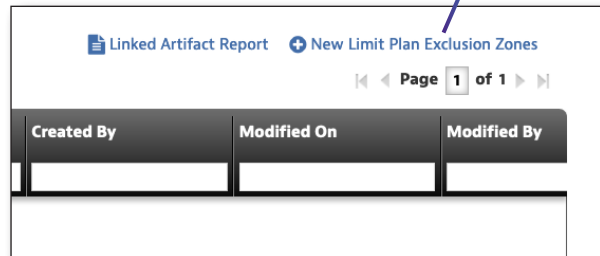 Linked Artifact Report New Limit Plan Exclusion Zones
Page 1 of 1
Created By Modified On Modified By